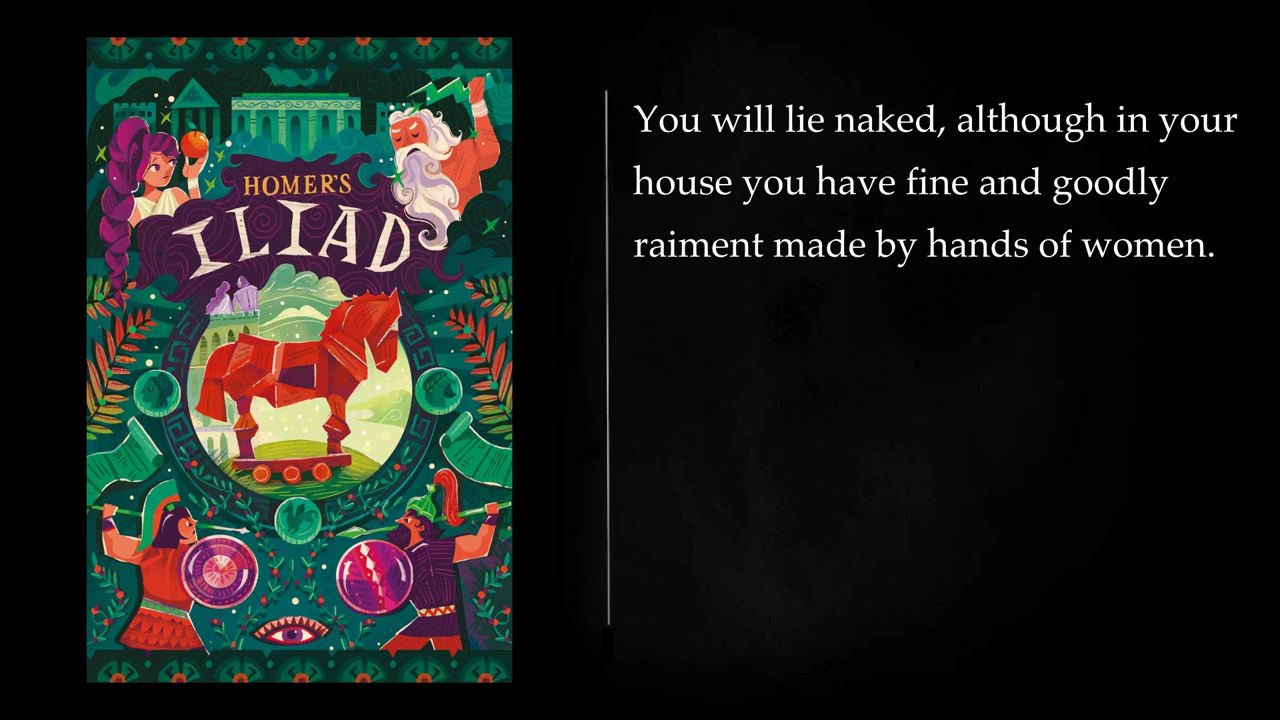 HOMER'S
ILIAD
You will lie naked, although in your
house you have fine and goodly
raiment made by hands of women.